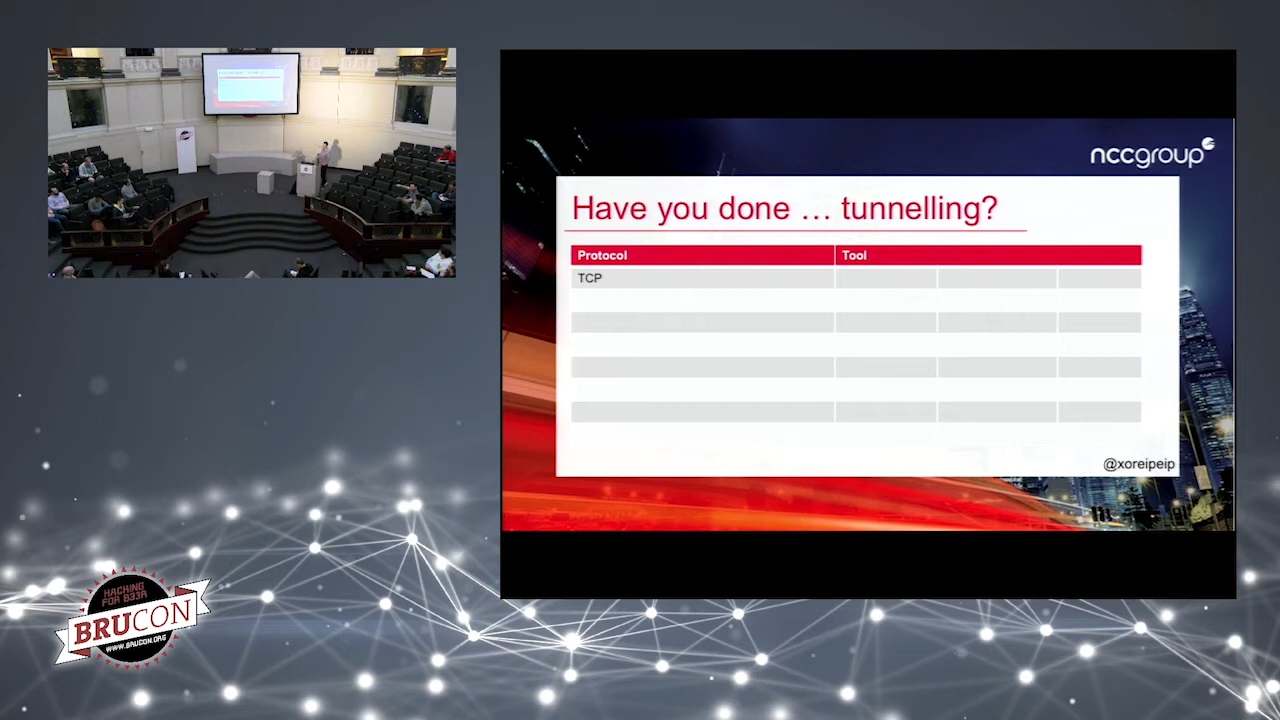 nccgroup
Have you done … tunnelling?
Protocol Tool
TCP
@xoreipeip
HACKING
FOR B33R
BRUCON
WWW.BRUCON.ORG